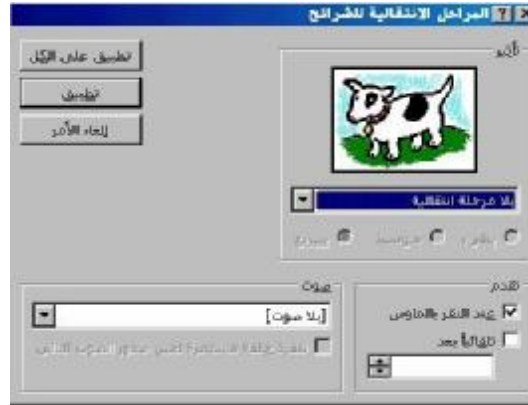 المراحل الانتقالية للشرائح
تأثير
تطبيق على الكل
تطبيق
إلغاء الأمر
بلا مرحلة انتقالية
بطيء
متوسط
سريع
تقدم
عند النقر بالماوس
تلقائياً بعد
صوت
[بلا صوت]